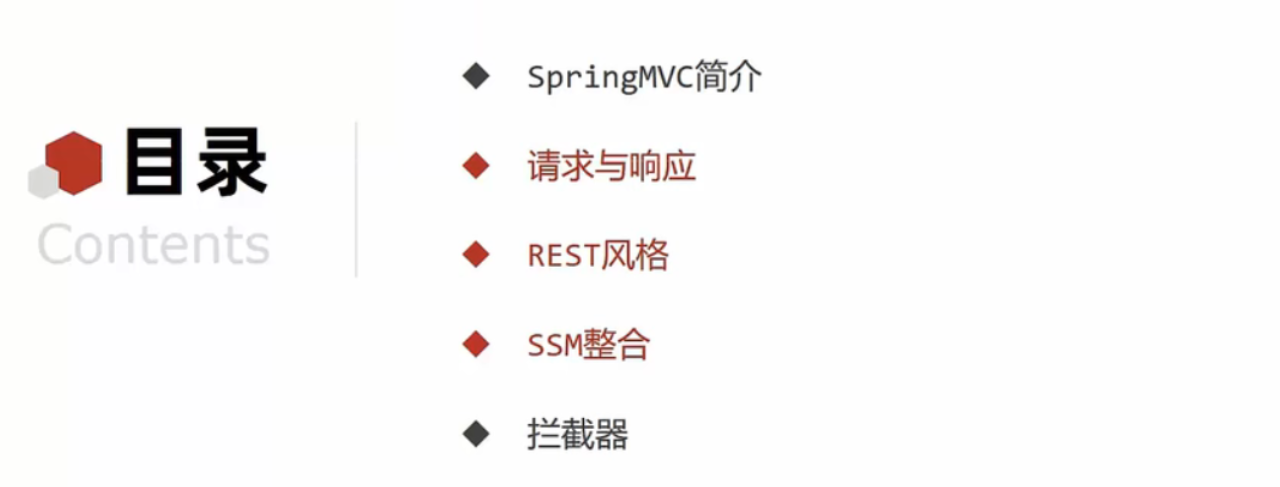 目录
Contents
SpringMVC简介
请求与响应
REST风格
SSM整合
拦截器